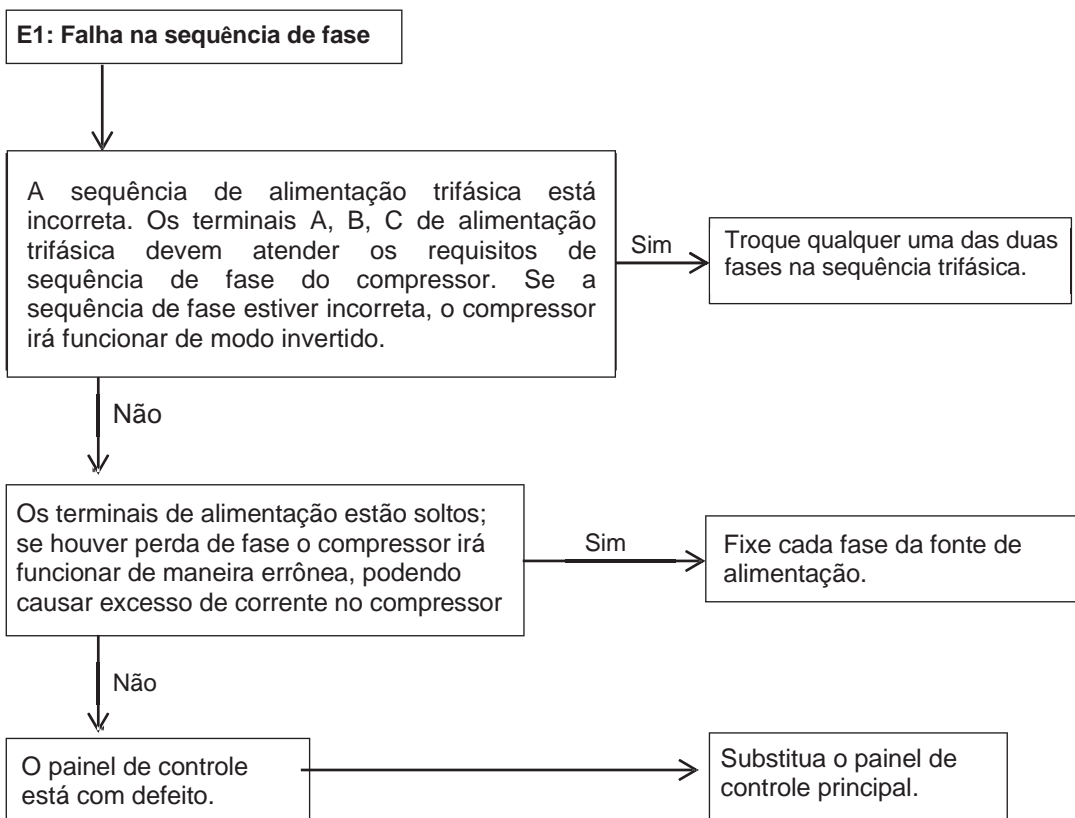 E1: Falha na sequência de fase
A sequência de alimentação trifásica está
incorreta. Os terminais A, B, C de alimentação
trifásica devem atender os requisitos de
sequência de fase do compressor. Se a
sequência de fase estiver incorreta, o compressor
irá funcionar de modo invertido.
Sim
Troque qualquer uma das duas
fases na sequência trifásica.
Não
Os terminais de alimentação estão soltos;
se houver perda de fase o compressor irá
funcionar de maneira errônea, podendo
causar excesso de corrente no compressor
Sim
Fixe cada fase da fonte de
alimentação.
Não
O painel de controle
está com defeito.
Substitua o painel de
controle principal.